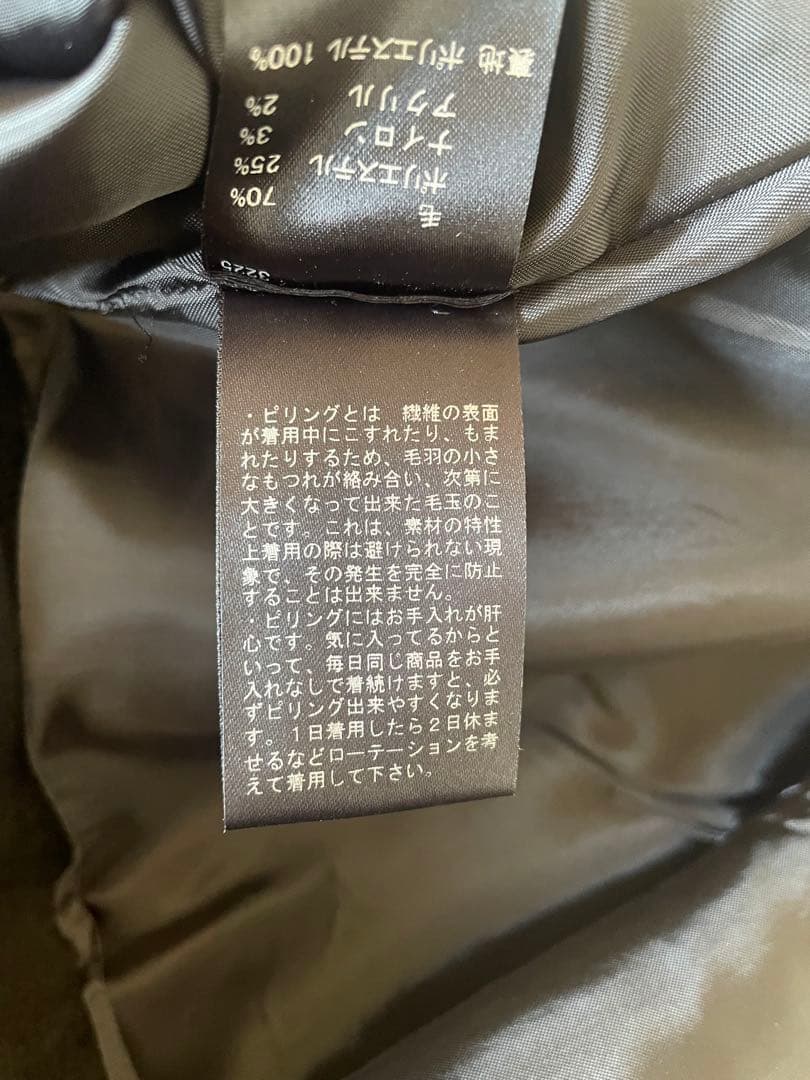 毛 70%
ポリエステル 25%
ナイロン 3%
アクリル 2%
裏地 ポリエステル 100%
3225
・ピリングとは 繊維の表面
が着用中にこすれたり、もま
れたりするため、毛羽の小さ
なもつれが絡み合い、次第に
大きくなって出来た毛玉のこ
とです。これは、素材の特性
上着用の際は避けられない現
象で、その発生を完全に防止
することは出来ません。
・ピリングにはお手入れが肝
心です。気に入ってるからと
いって、毎日同じ商品をお手
入れなしで着続けますと、必
ずピリング出来やすくなりま
す。1日着用したら2日休ま
せるなどローテーションを考
えて着用して下さい。